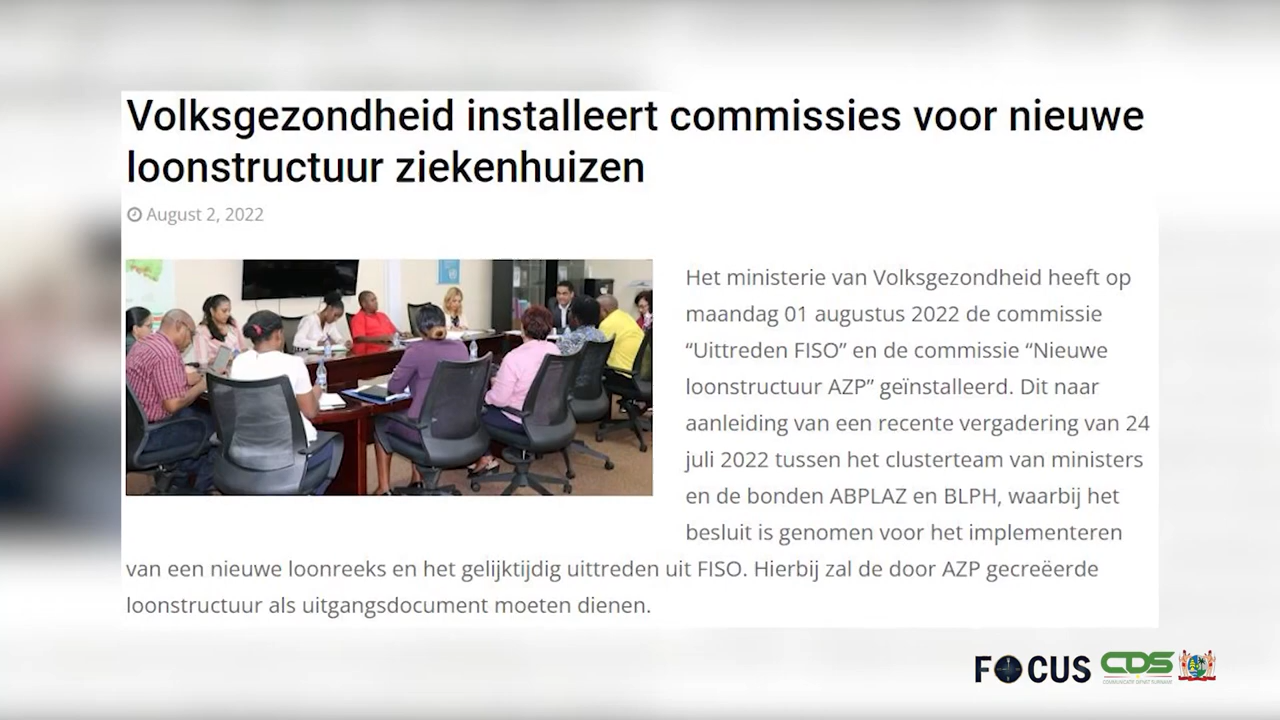 Volksgezondheid installeert commissies voor nieuwe
loonstructuur ziekenhuizen
August 2, 2022
Het ministerie van Volksgezondheid heeft op
maandag 01 augustus 2022 de commissie
“Uittreden FISO” en de commissie “Nieuwe
loonstructuur AZP” geïnstalleerd. Dit naar
aanleiding van een recente vergadering van 24
juli 2022 tussen het clusterteam van ministers
en de bonden ABPLAZ en BLPH, waarbij het
besluit is genomen voor het implementeren
van een nieuwe loonreeks en het gelijktijdig uittreden uit FISO. Hierbij zal de door AZP gecreëerde
loonstructuur als uitgangsdocument moeten dienen.
FOCUS
CDS